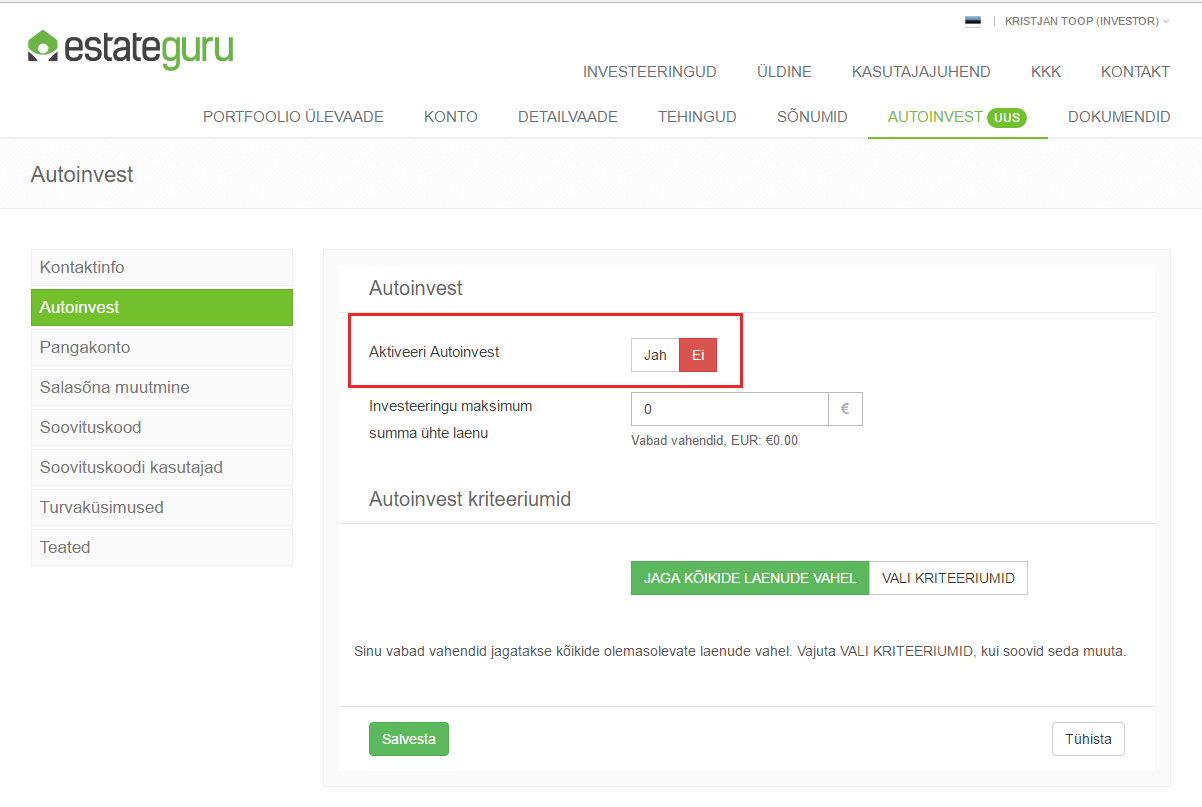 KRISTJAN TOOP (INVESTOR)
estateguru
INVESTEERINGUD ÜLDINE KASUTAJAJUHEND KKK KONTAKT
PORTFOOLIO ÜLEVAADE KONTO DETAILVAADE TEHINGUD SÕNUMID AUTOINVEST UUS DOKUMENDID
Autoinvest
Kontaktinfo
Autoinvest
Pangakonto
Salasõna muutmine
Soovituskood
Soovituskoodi kasutajad
Turvaküsimused
Teated
Autoinvest
Aktiveeri Autoinvest Jah Ei
Investeeringu maksimum
summa ühte laenu
0 €
Vabad vahendid, EUR: €0.00
Autoinvest kriteeriumid
JAGA KÕIKIDE LAENUDE VAHEL VALI KRITEERIUMID
Sinu vabad vahendid jagatakse kõikide olemasolevate laenude vahel. Vajuta VALI KRITEERIUMID, kui soovid seda muuta.
Salvesta Tühista